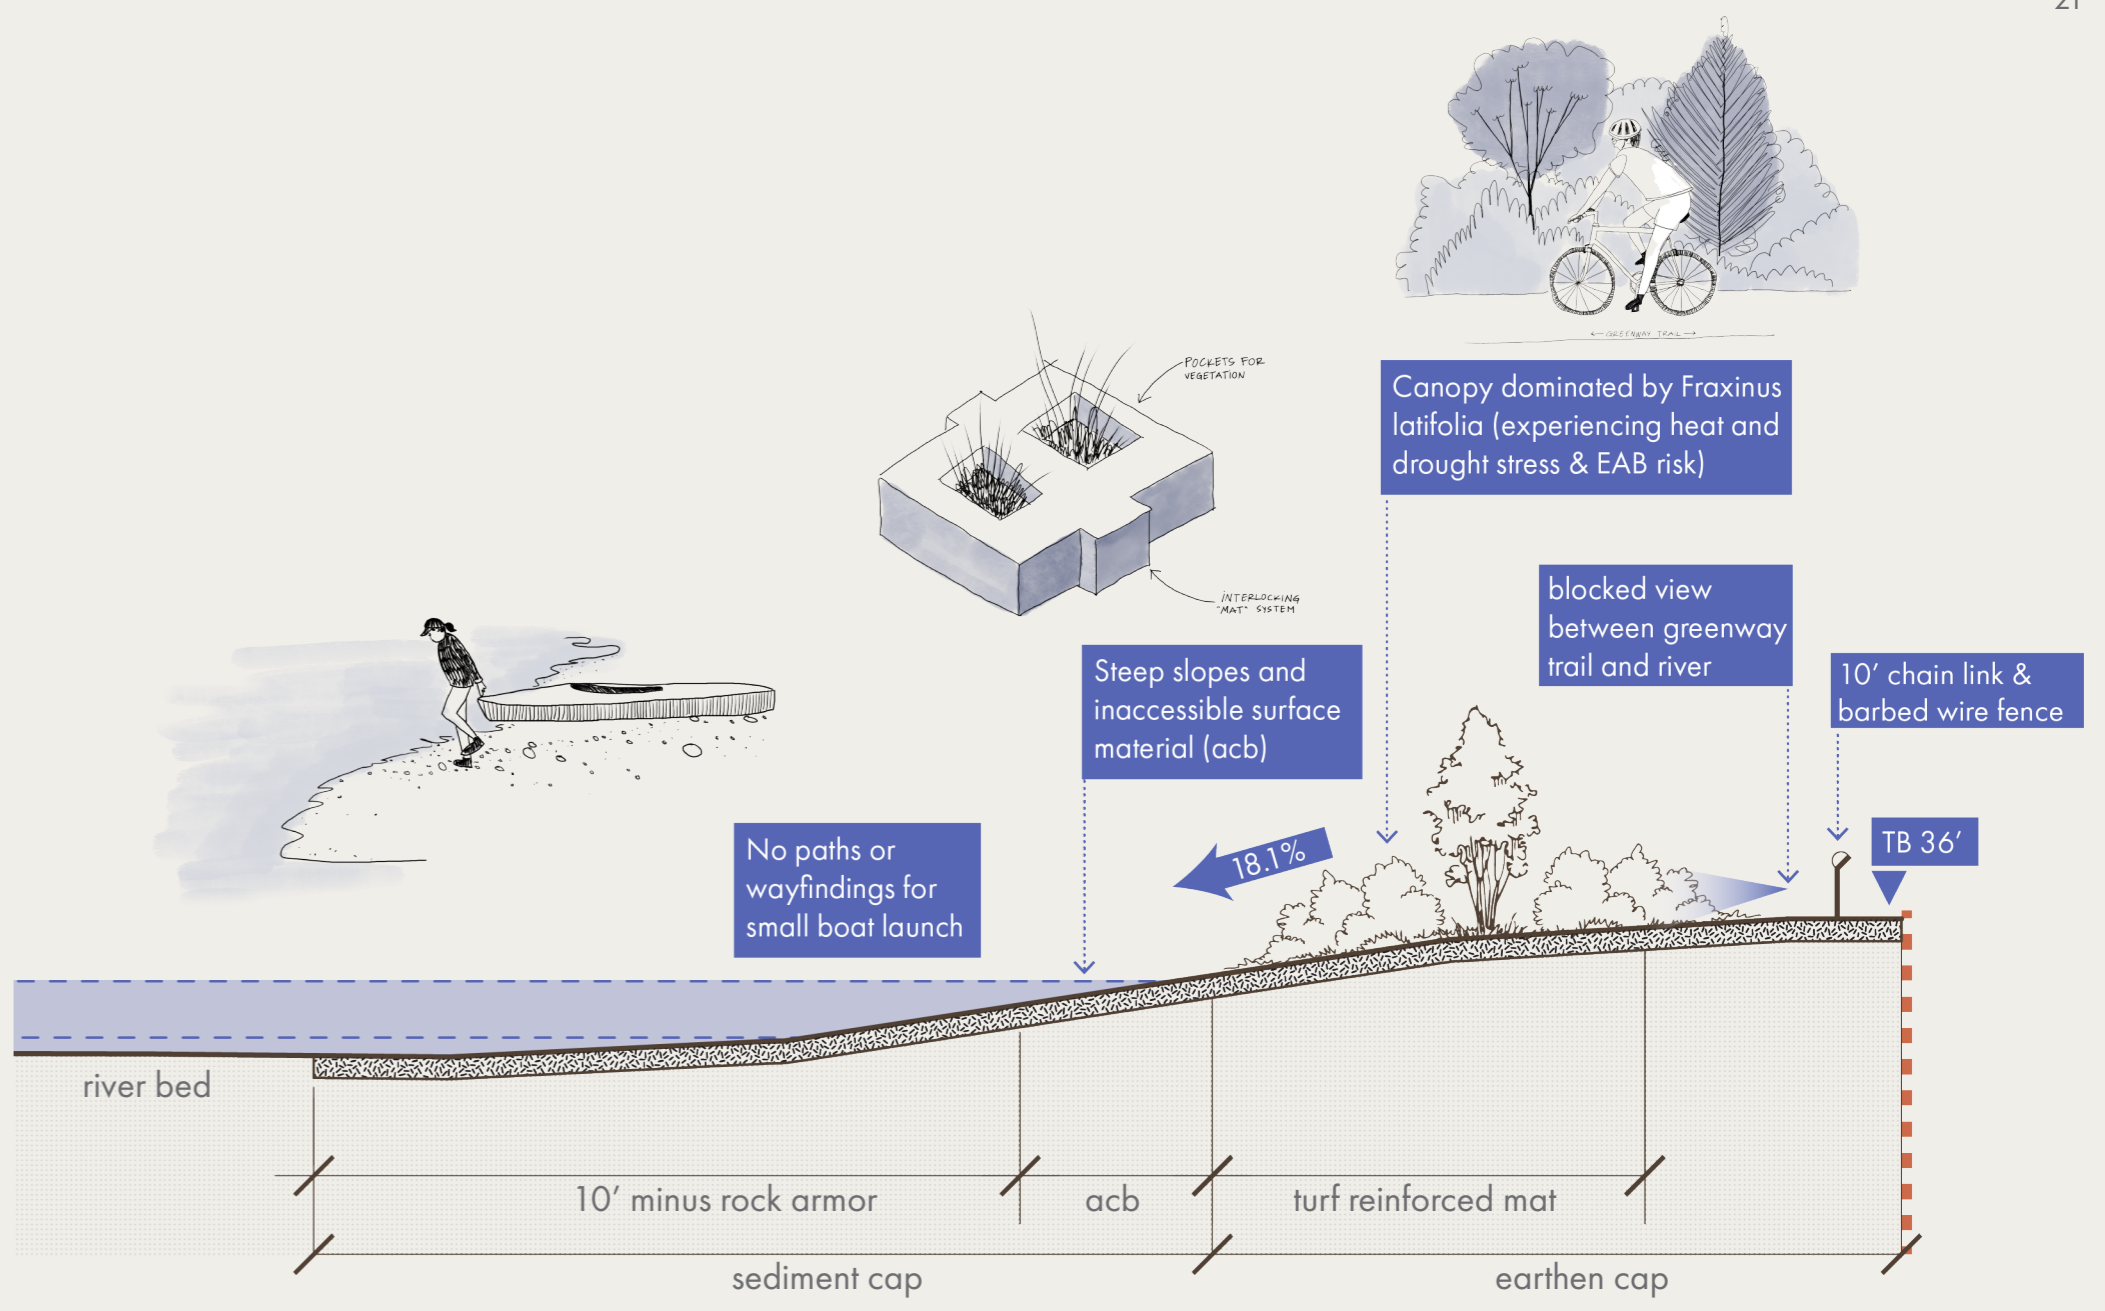 21
← GREENWAY TRAIL →
POCKETS FOR
VEGETATION
INTERLOCKING
"MAT" SYSTEM
Canopy dominated by Fraxinus
latifolia (experiencing heat and
drought stress & EAB risk)
blocked view
between greenway
trail and river
Steep slopes and
inaccessible surface
material (acb)
10’ chain link &
barbed wire fence
No paths or
wayfindings for
small boat launch
18.1%
TB 36’
river bed
10’ minus rock armor
acb
turf reinforced mat
sediment cap
earthen cap